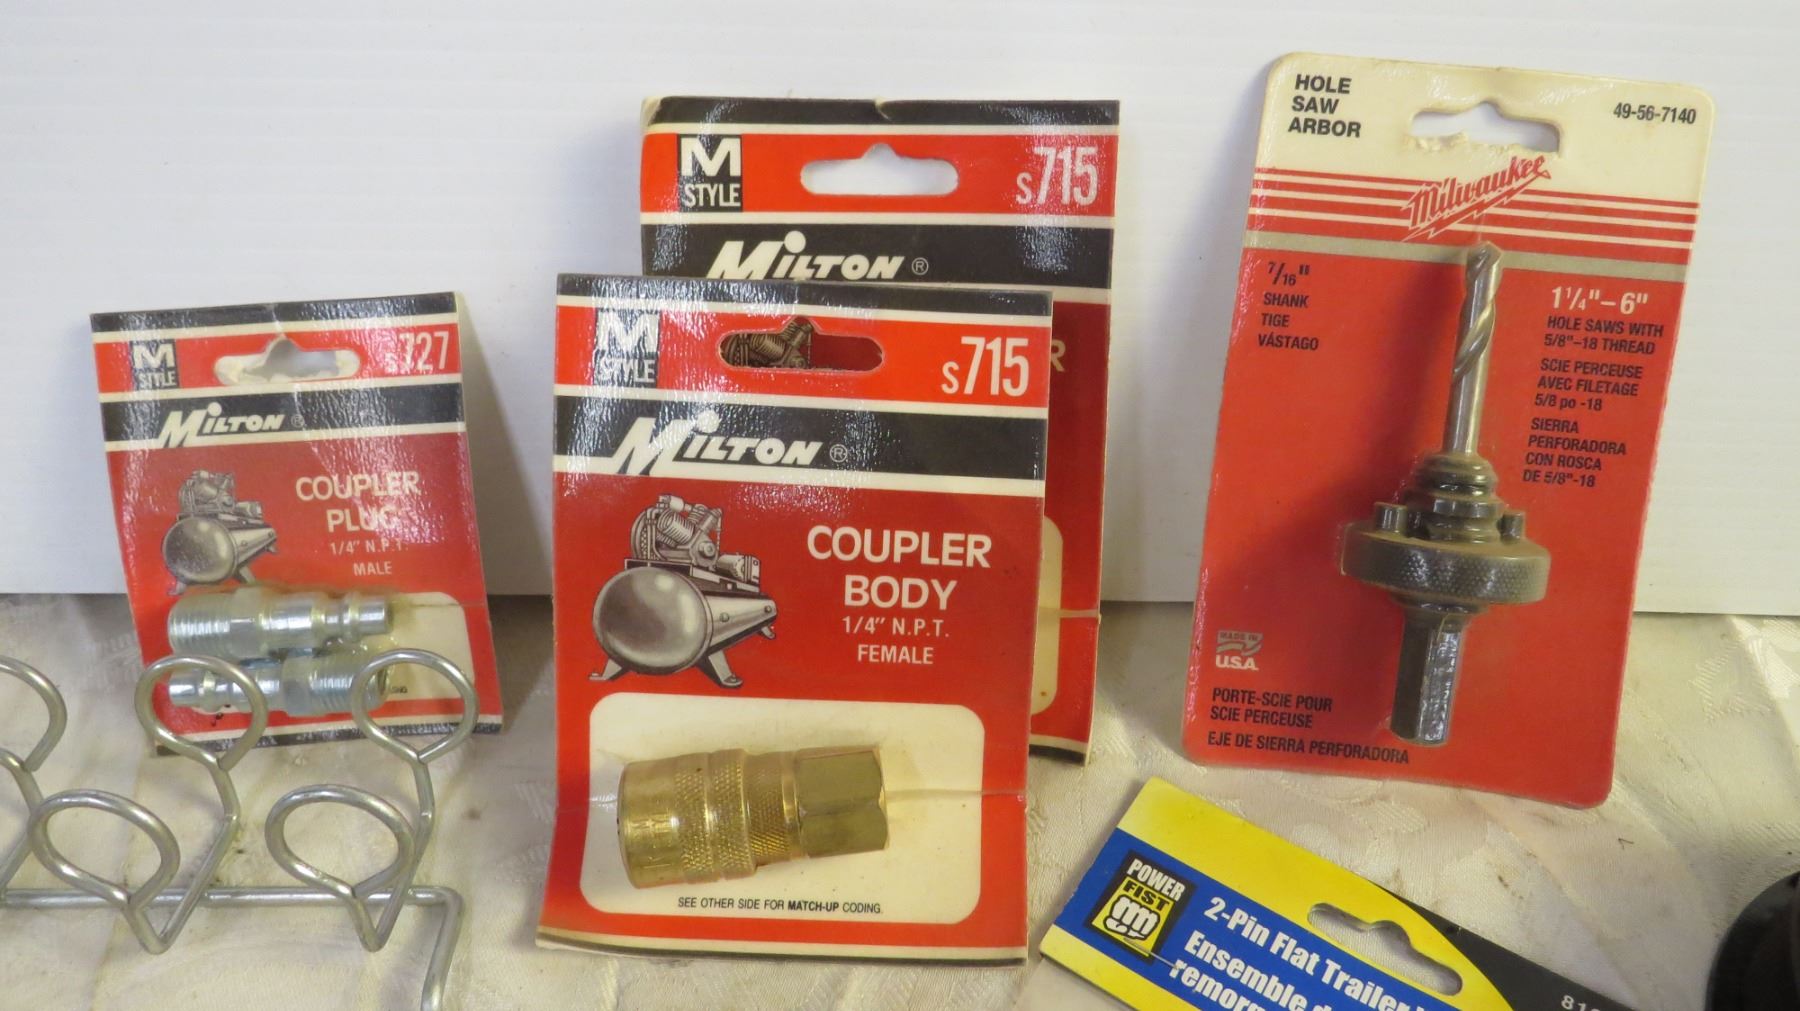 M
STYLE
S727
MILTON ®
COUPLER
PLUG
1/4" N.P.T.
MALE
M
STYLE
S715
MILTON ®
M
STYLE
S715
MILTON ®
COUPLER
BODY
1/4" N.P.T.
FEMALE
SEE OTHER SIDE FOR MATCH-UP CODING.
HOLE
SAW
ARBOR
49-56-7140
Milwaukee
7/16"
SHANK
TIGE
VÁSTAGO
1 1/4" – 6"
HOLE SAWS WITH
5/8"-18 THREAD
SCIE PERCEUSE
AVEC FILETAGE
5/8 po -18
SIERRA
PERFORADORA
CON ROSCA
DE 5/8"-18
MADE IN
U.S.A.
PORTE-SCIE POUR
SCIE PERCEUSE
EJE DE SIERRA PERFORADORA
POWER
FIST
2-Pin Flat Trailer
Ensemble